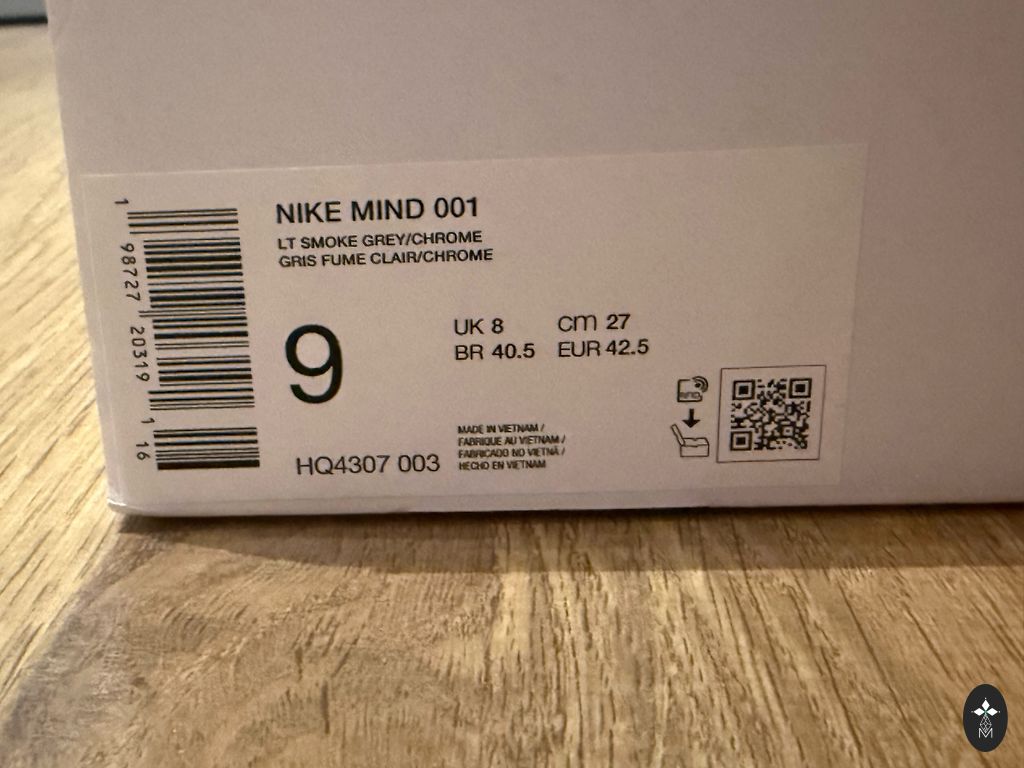 NIKE MIND 001
LT SMOKE GREY/CHROME
GRIS FUME CLAIR/CHROME
9
UK 8 cm 27
BR 40.5 EUR 42.5
HQ4307 003
MADE IN VIETNAM /
FABRIQUE AU VIETNAM /
FABRICADO NO VIETNÃ /
HECHO EN VIETNAM
RFID
1 98727 20319 1 16
M